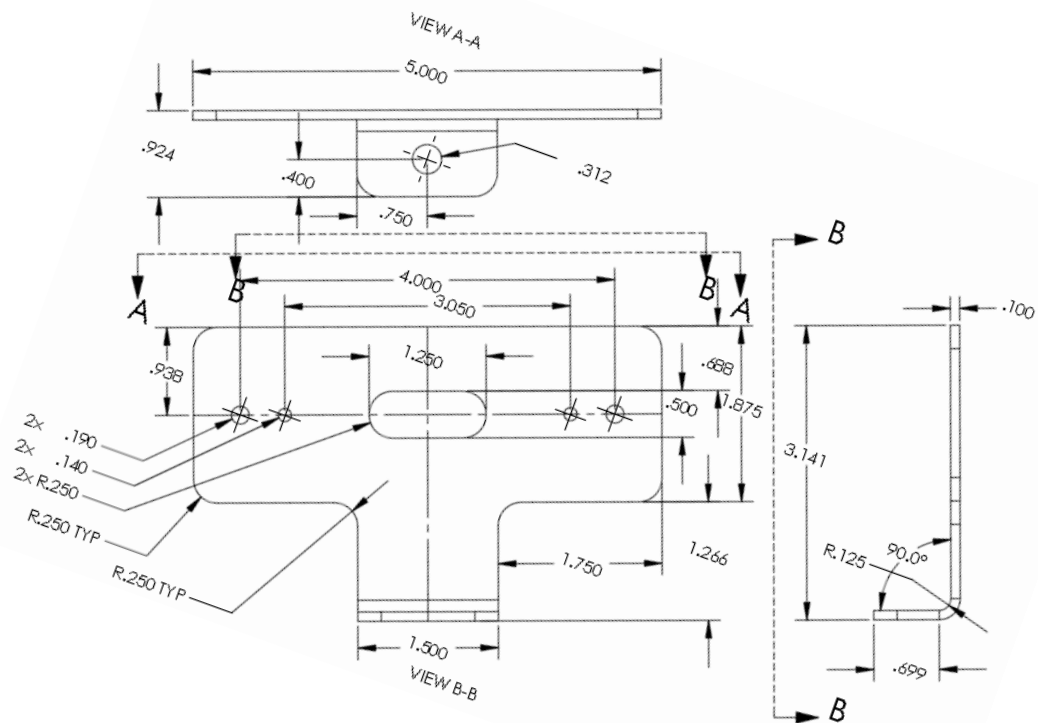 VIEW A-A
5.000
.924
.400
.312
.750
B
B
B
A
A
4.000
3.050
.100
.938
1.250
.688
.500
1.875
2x .190
2x .140
2x R.250
3.141
R.250 TYP
R.250 TYP
1.750
1.266
90.0°
R.125
1.500
.699
VIEW B-B
B